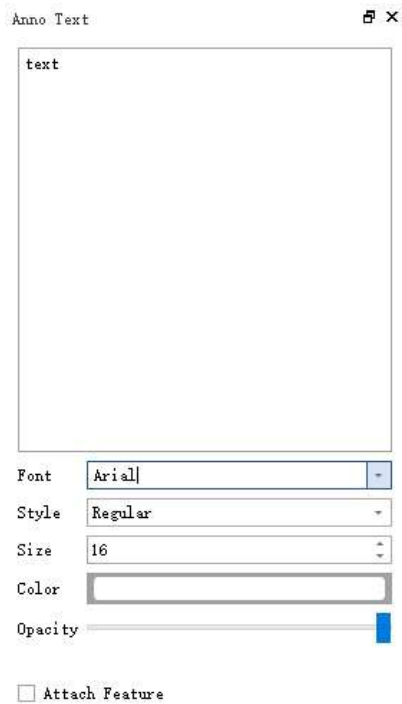 Anno Text
text
Font Arial
Style Regular
Size 16
Color
Opacity
Attach Feature